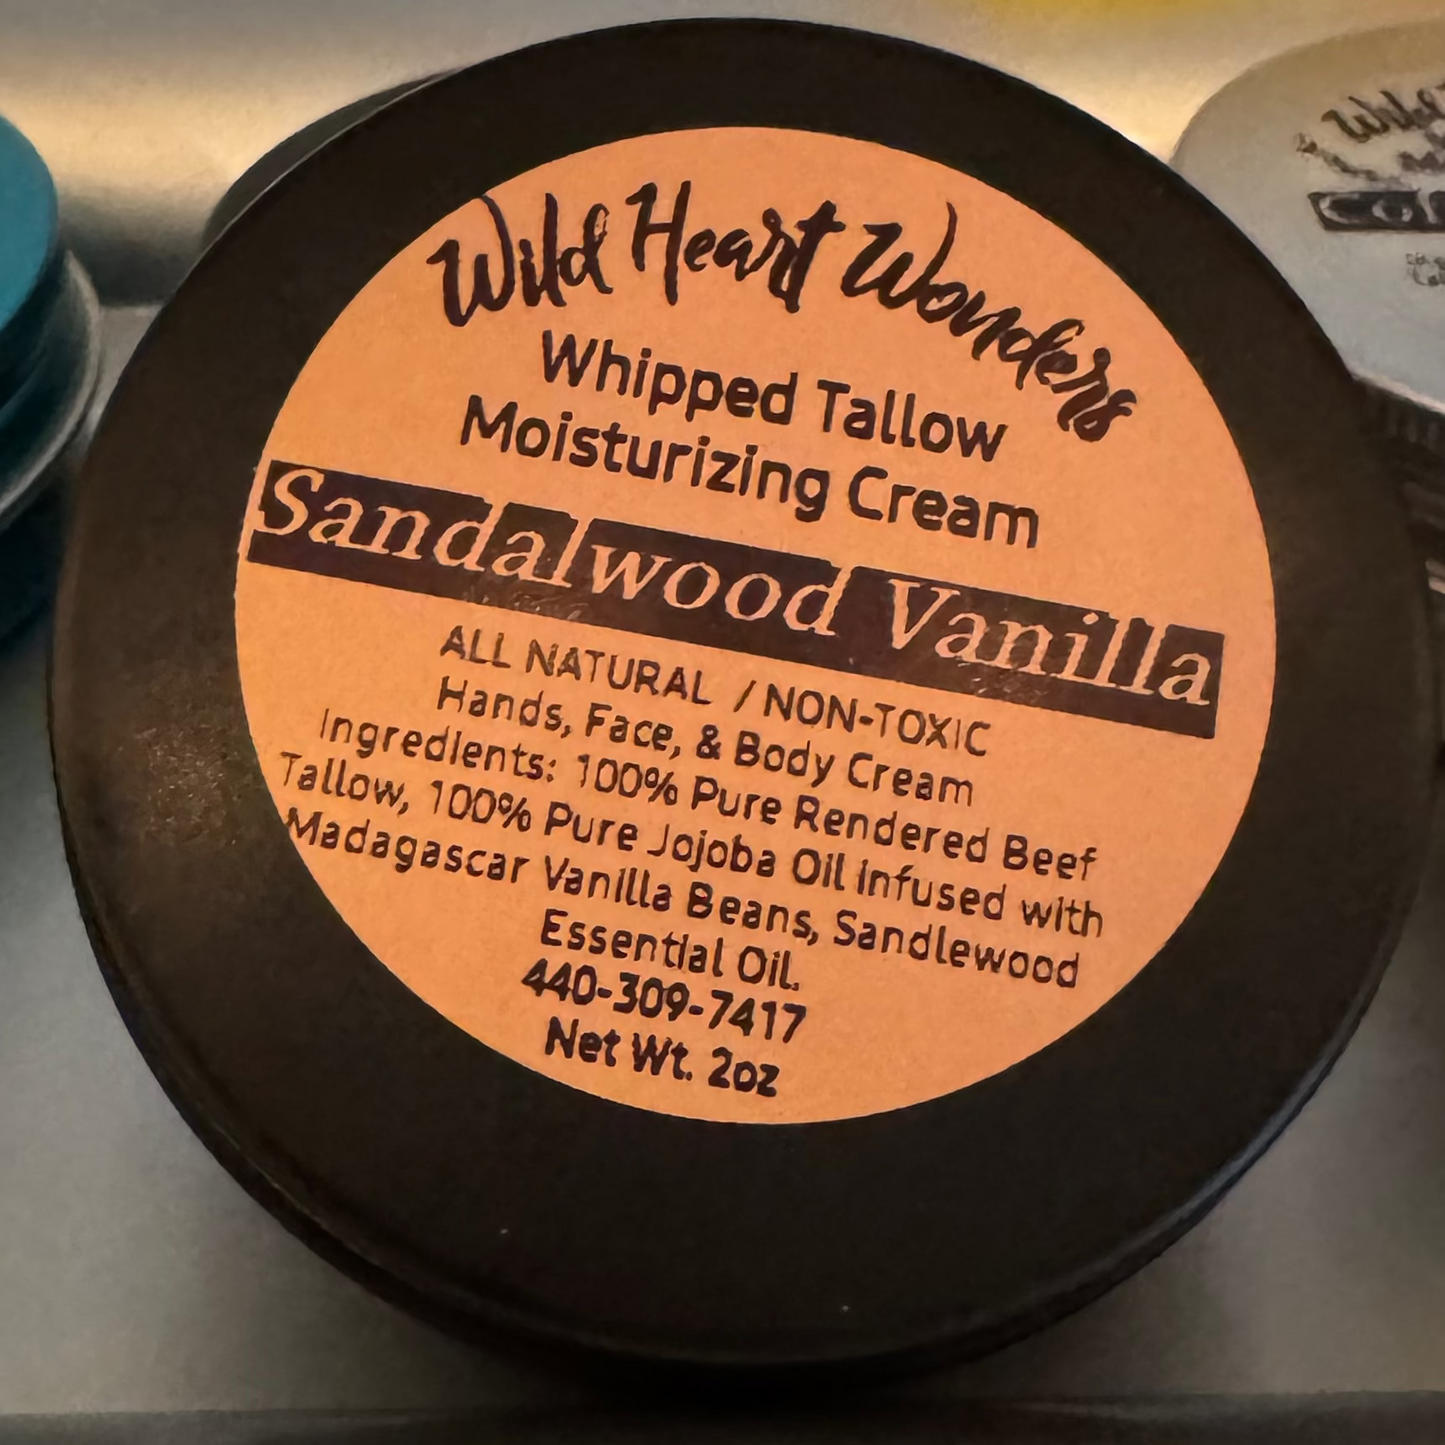 Wild Heart Wonders
Whipped Tallow
Moisturizing Cream
Sandalwood Vanilla
ALL NATURAL / NON-TOXIC
Hands, Face, & Body Cream
Ingredients: 100% Pure Rendered Beef
Tallow, 100% Pure Jojoba Oil infused with
Madagascar Vanilla Beans, Sandlewood
Essential Oil.
440-309-7417
Net Wt. 2oz
Wild